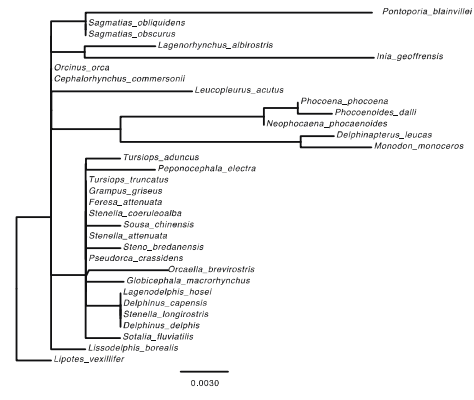 Pontoporia_blainvillei
Sagmatias_obliquidens
Sagmatias_obscurus
Lagenorhynchus_albirostris
Inia_geoffrensis
Orcinus_orca
Cephalorhynchus_commersonii
Leucopleurus_acutus
Phocoena_phocoena
Phocoenoides_dalli
Neophocaena_phocaenoides
Delphinapterus_leucas
Monodon_monoceros
Tursiops_aduncus
Peponocephala_electra
Tursiops_truncatus
Grampus_griseus
Feresa_attenuata
Stenella_coeruleoalba
Sousa_chinensis
Stenella_attenuata
Steno_bredanensis
Pseudorca_crassidens
Orcaella_brevirostris
Globicephala_macrorhynchus
Lagenodelphis_hosei
Delphinus_capensis
Stenella_longirostris
Delphinus_delphis
Sotalia_fluviatilis
Lissodelphis_borealis
Lipotes_vexillifer
0.0030